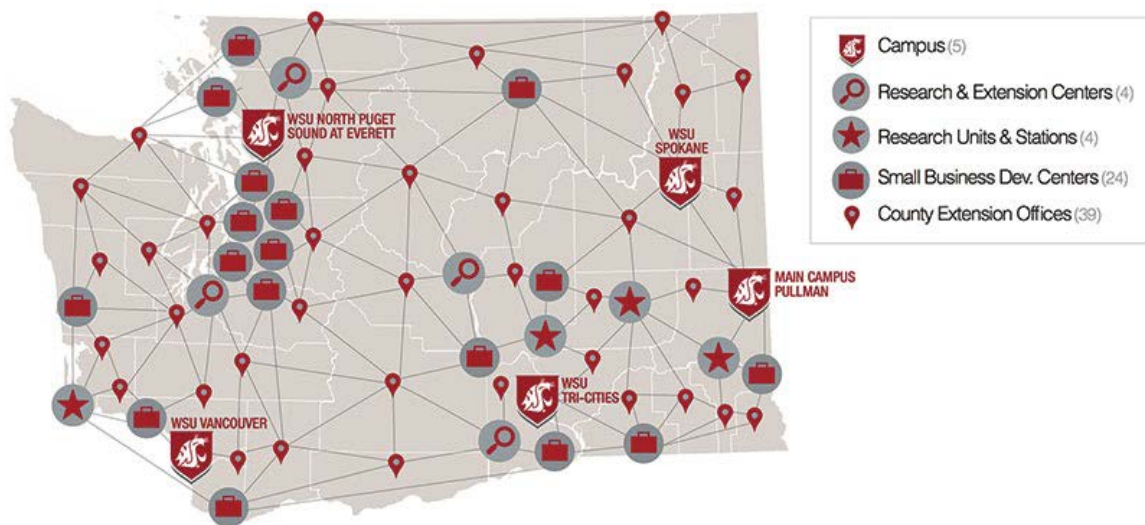 WSU NORTH PUGET
SOUND AT EVERETT
WSU
SPOKANE
MAIN CAMPUS
PULLMAN
WSU
TRI-CITIES
WSU VANCOUVER
Campus (5)
Research & Extension Centers (4)
Research Units & Stations (4)
Small Business Dev. Centers (24)
County Extension Offices (39)